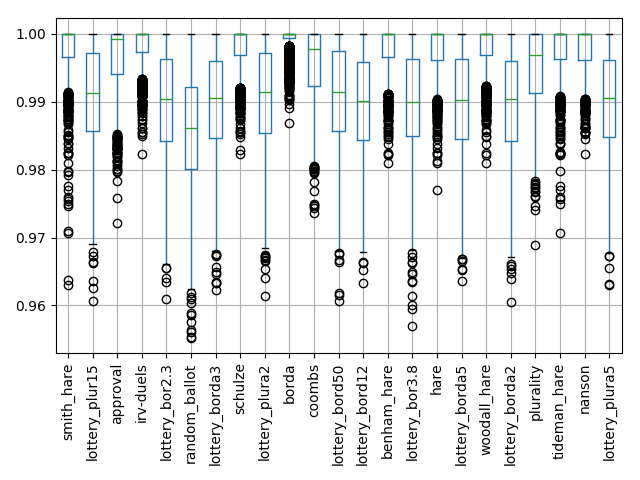 1.00
0.99
0.98
0.97
0.96
smith_hare
lottery_plur15
approval
irv-duels
lottery_bor2.3
random_ballot
lottery_borda3
schulze
lottery_plura2
borda
coombs
lottery_bord50
lottery_bord12
benham_hare
lottery_bor3.8
hare
lottery_borda5
woodall_hare
lottery_borda2
plurality
tideman_hare
nanson
lottery_plura5